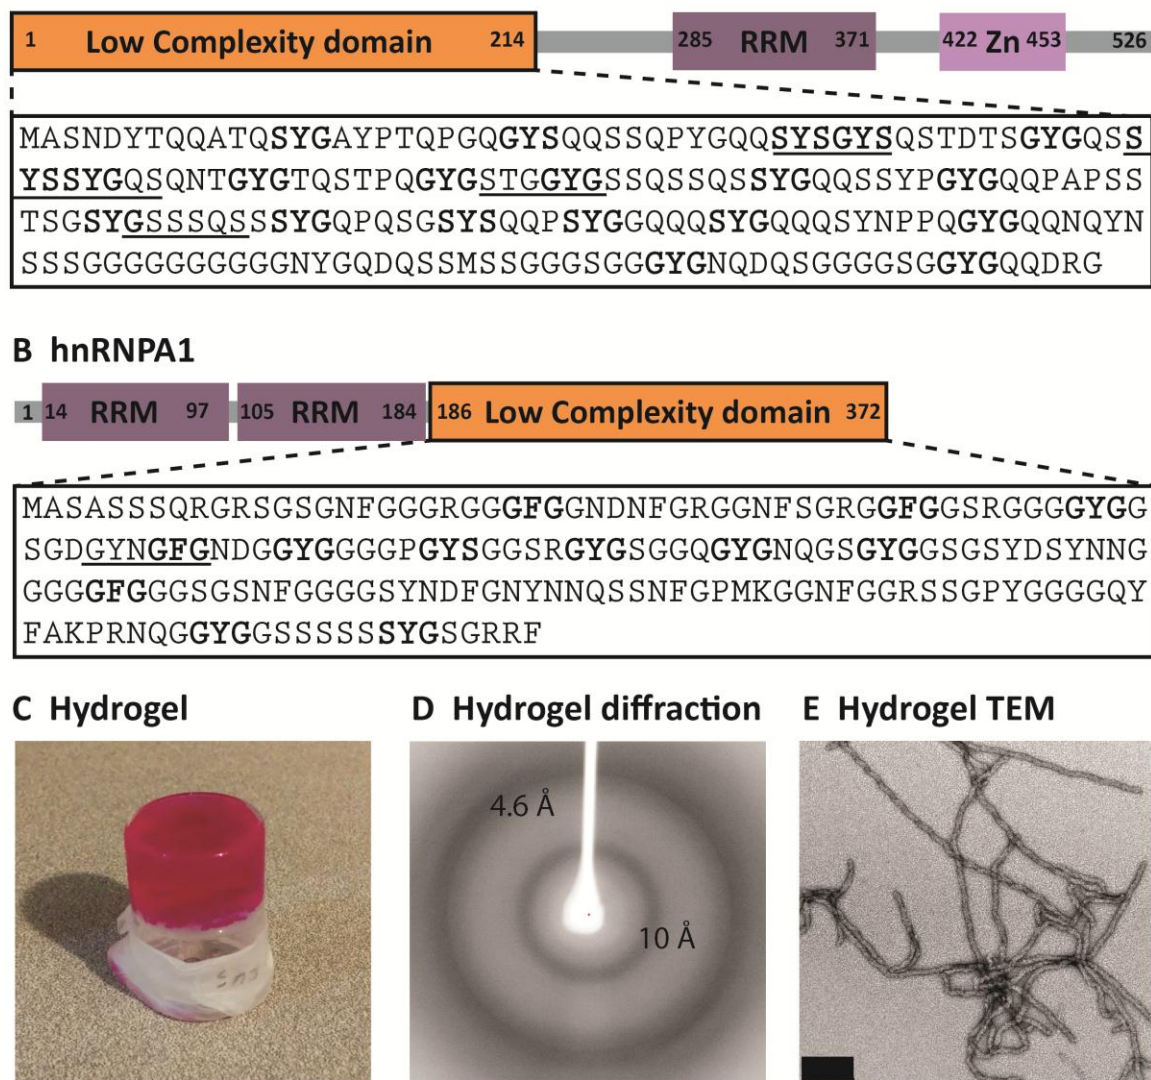 1 Low Complexity domain 214 285 RRM 371 422 Zn 453 526
MASNDYTQQATQSYGAYPTQPGQGYSQQSSQPYGQQSYSGYSQSTDTSGYGQSS
YSSYGQSQNTGYGTQSTPQGYGSTGGYGSSQSSQSSYGQQSSYPGYGQQPAPSS
TSGSYGSSSQSSSYGQPQSGSYSQQPSYGGQQQSYGQQQSYNPPQGYGQQNQYN
SSSGGGGGGGGGGNYGQDQSSMSSGGGSGGGYGNQDQSGGGGSGGYGQQDRG
B hnRNPA1
1 14 RRM 97 105 RRM 184 186 Low Complexity domain 372
MASASSSQRGRSGSGNFGGGRGGGFGGNDNFGRGGNFSGRGGFGGSRGGGGYGG
SGDGYNGFGNDGGYGGGGPGYSGGSRGYGSGGQGYGNQGSGYGGSGSYDSYNNG
GGGGFGGGSGSNFGGGGSYNDFGNYNNQSSNFGPMKGGNFGGRSSGPYGGGGQY
FAKPRNQGGYGGSSSSSSYGSGRRF
C Hydrogel
D Hydrogel diffraction
E Hydrogel TEM
4.6 Å
10 Å